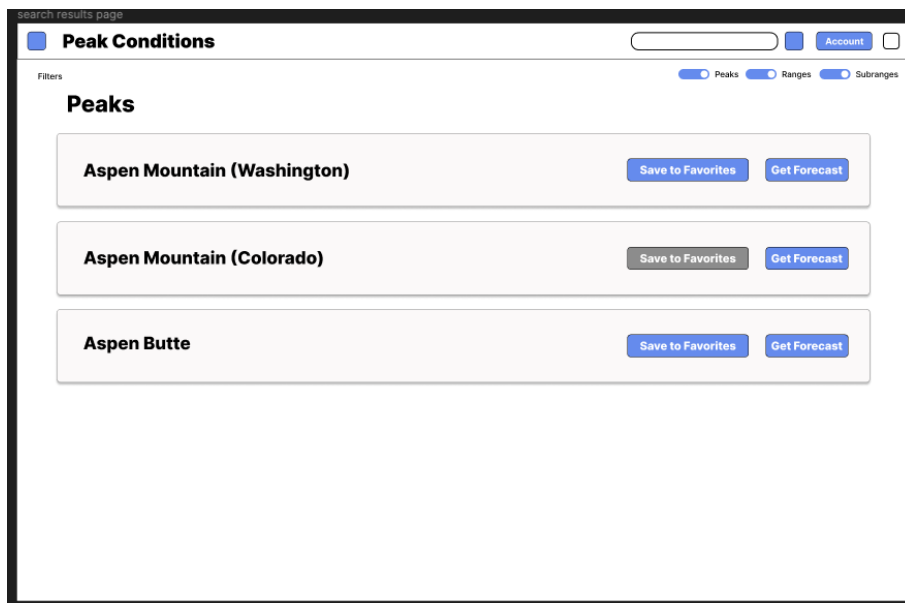 search results page
Peak Conditions
Account
Filters
Peaks
Ranges
Subranges
Peaks
Aspen Mountain (Washington)
Save to Favorites
Get Forecast
Aspen Mountain (Colorado)
Save to Favorites
Get Forecast
Aspen Butte
Save to Favorites
Get Forecast